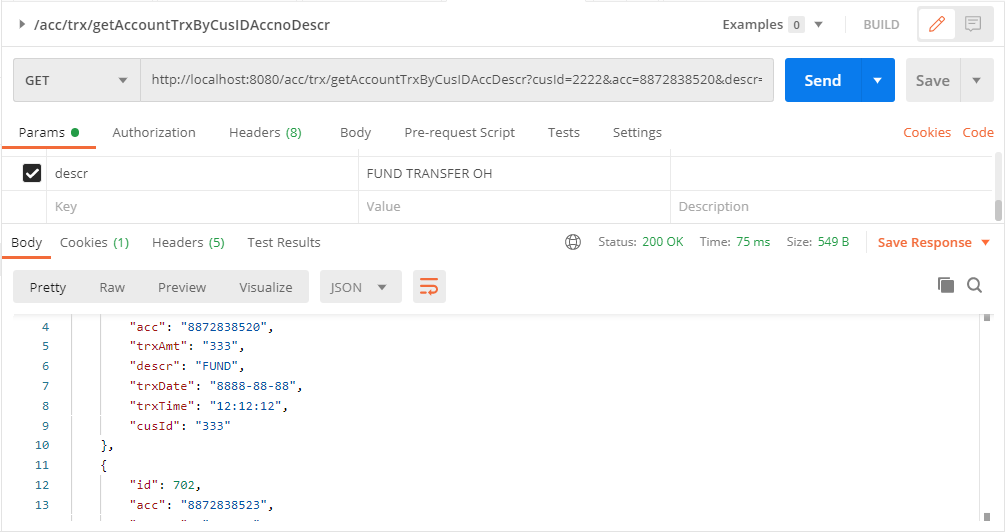 /acc/trx/getAccountTrxByCusIDAccnoDescr
Examples 0 BUILD
GET http://localhost:8080/acc/trx/getAccountTrxByCusIDAccDescr?cusId=2222&acc=8872838520&descr= Send Save
Params Authorization Headers (8) Body Pre-request Script Tests Settings Cookies Code
descr FUND TRANSFER OH
Key Value Description
Body Cookies (1) Headers (5) Test Results Status: 200 OK Time: 75 ms Size: 549 B Save Response
Pretty Raw Preview Visualize JSON
4 "acc": "8872838520",
5 "trxAmt": "333",
6 "descr": "FUND",
7 "trxDate": "8888-88-88",
8 "trxTime": "12:12:12",
9 "cusId": "333"
10 },
11 {
12 "id": 702,
13 "acc": "8872838523",